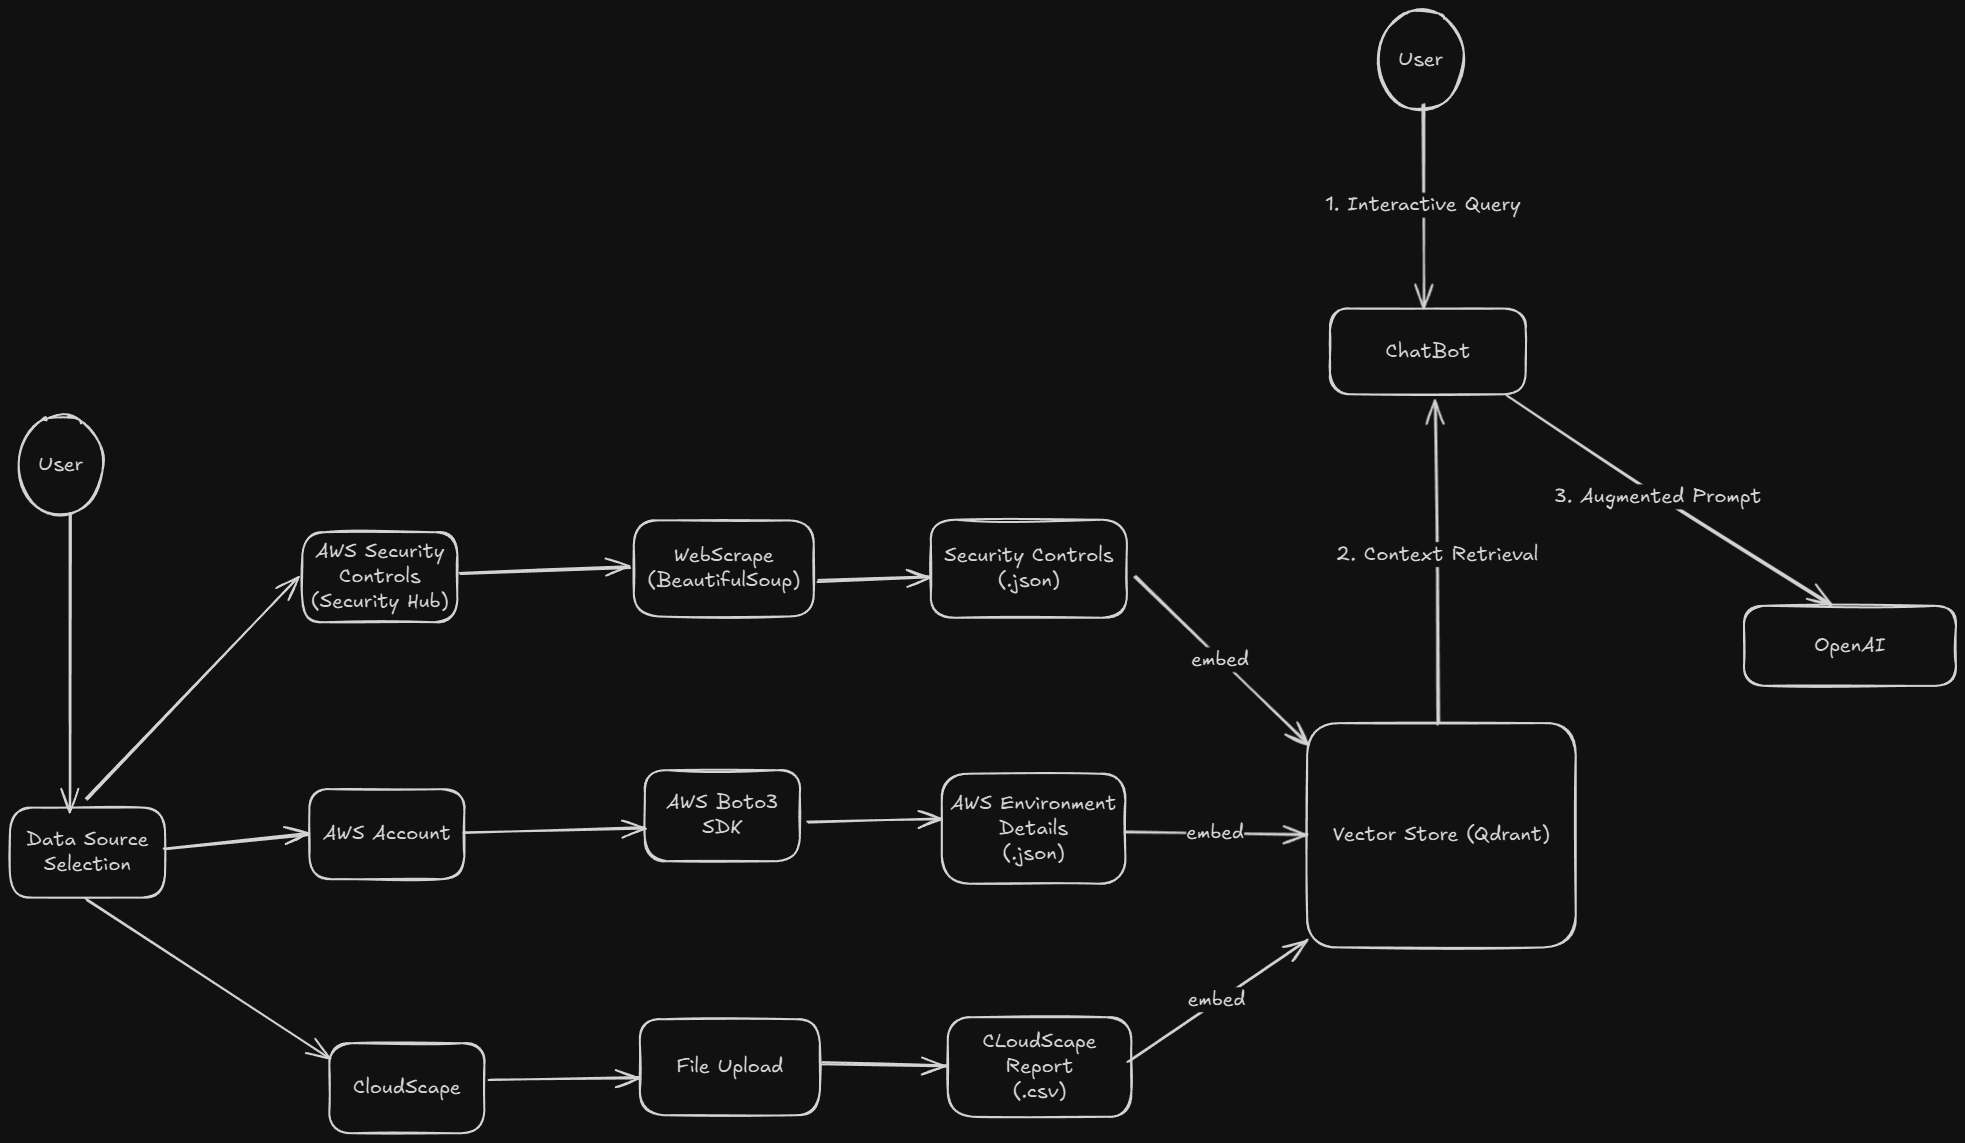 User
1. Interactive Query
ChatBot
3. Augmented Prompt
2. Context Retrieval
OpenAI
User
Data Source
Selection
AWS Security
Controls
(Security Hub)
WebScrape
(BeautifulSoup)
Security Controls
(.json)
embed
AWS Account
AWS Boto3
SDK
AWS Environment
Details
(.json)
embed
Vector Store (Qdrant)
CloudScape
File Upload
CLoudScape
Report
(.csv)
embed